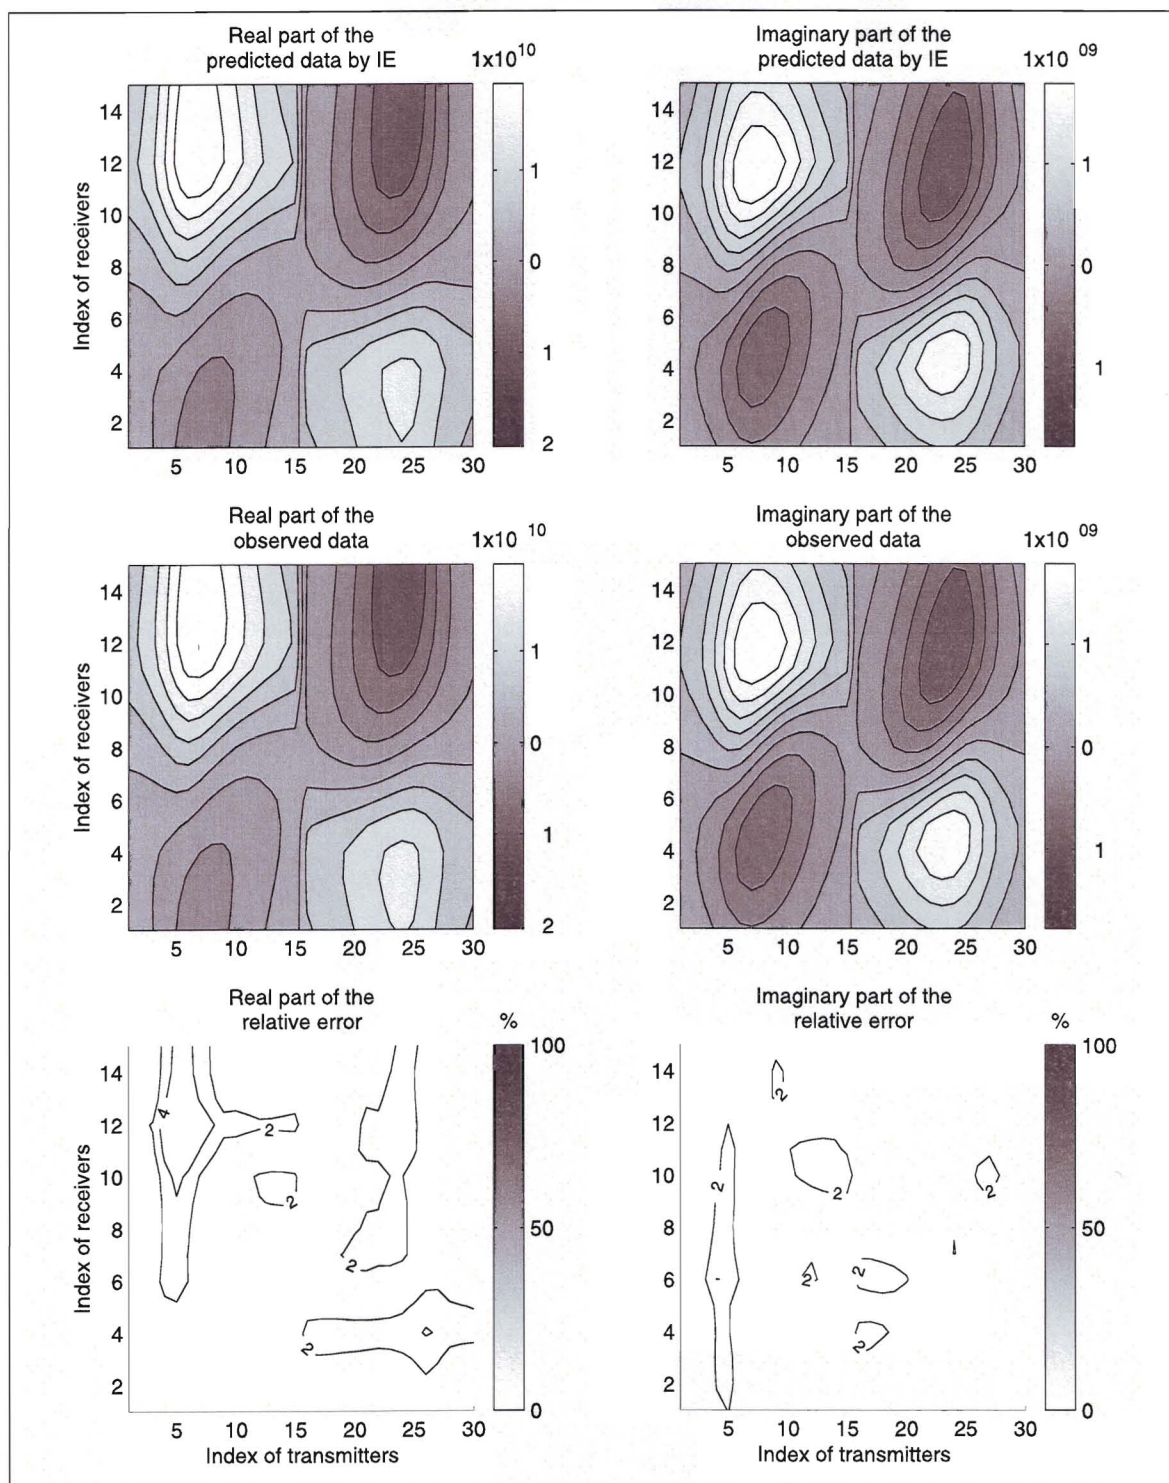 Real part of the
predicted data by IE
1x10^10
14
12
10
8
6
4
2
Index of receivers
5 10 15 20 25 30
1
0
1
2
Imaginary part of the
predicted data by IE
1x10^09
14
12
10
8
6
4
2
5 10 15 20 25 30
1
0
1
Real part of the
observed data
1x10^10
14
12
10
8
6
4
2
Index of receivers
5 10 15 20 25 30
1
0
1
2
Imaginary part of the
observed data
1x10^09
14
12
10
8
6
4
2
5 10 15 20 25 30
1
0
1
Real part of the
relative error
%
14
12
10
8
6
4
2
Index of receivers
4
2
2
2
2
5 10 15 20 25 30
Index of transmitters
100
50
0
Imaginary part of the
relative error
%
14
12
10
8
6
4
2
2
2
2
2
2
2
2
5 10 15 20 25 30
Index of transmitters
100
50
0